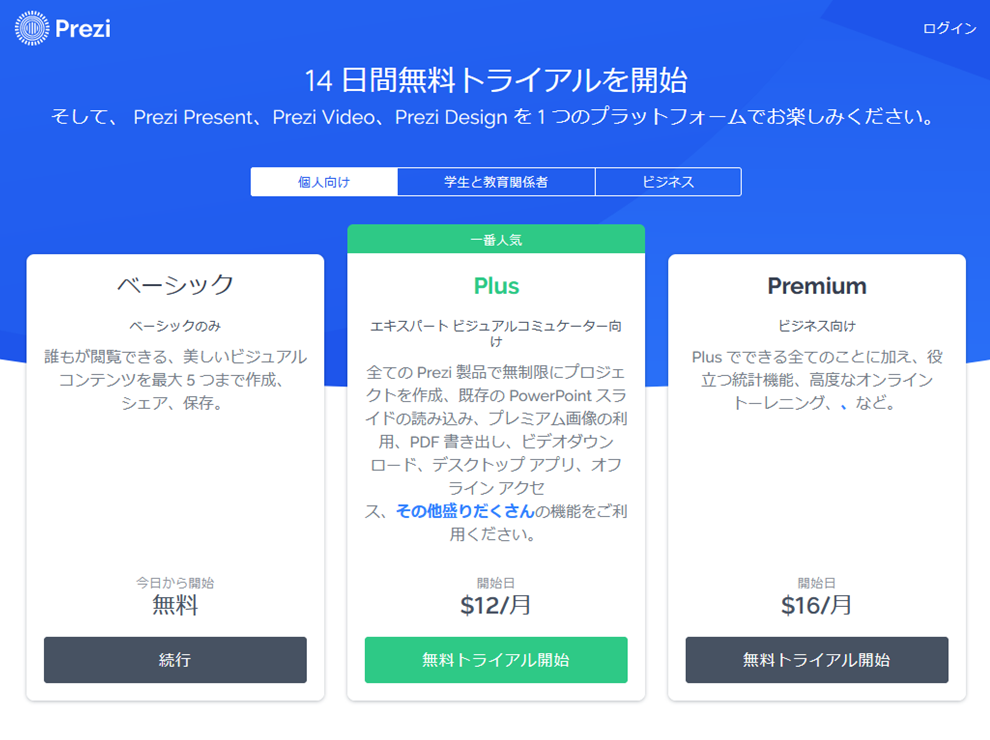 Prezi
ログイン
14 日間無料トライアルを開始
そして、 Prezi Present、Prezi Video、Prezi Design を 1 つのプラットフォームでお楽しみください。
個人向け
学生と教育関係者
ビジネス
ベーシック
ベーシックのみ
誰もが閲覧できる、美しいビジュアル
コンテンツを最大 5 つまで作成、
シェア、保存。
今日から開始
無料
続行
一番人気
Plus
エキスパート ビジュアルコミュケーター向
け
全ての Prezi 製品で無制限にプロジェ
クトを作成、既存の PowerPoint スラ
イドの読み込み、プレミアム画像の利
用、PDF 書き出し、ビデオダウン
ロード、デスクトップ アプリ、オフ
ライン アクセ
ス、その他盛りだくさんの機能をご利
用ください。
開始日
$12/月
無料トライアル開始
Premium
ビジネス向け
Plus でできる全てのことに加え、役
立つ統計機能、高度なオンライン
トーレニング、、など。
開始日
$16/月
無料トライアル開始